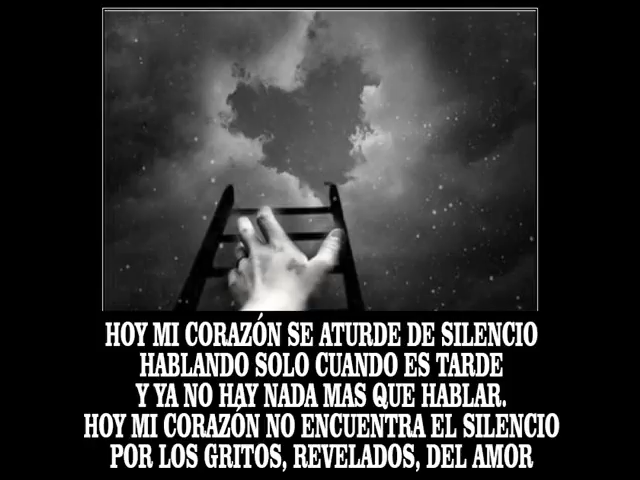 HOY MI CORAZÓN SE ATURDE DE SILENCIO
HABLANDO SOLO CUANDO ES TARDE
Y YA NO HAY NADA MAS QUE HABLAR.
HOY MI CORAZÓN NO ENCUENTRA EL SILENCIO
POR LOS GRITOS, REVELADOS, DEL AMOR